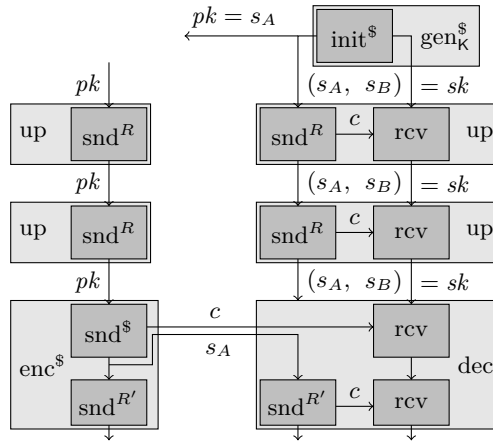 pk = s_A init^$ gen_K^$
pk (s_A, s_B) = sk
up snd^R snd^R c rcv up
pk (s_A, s_B) = sk
up snd^R snd^R c rcv up
pk (s_A, s_B) = sk
snd^$ c rcv
s_A
enc^$ dec
snd^{R'} snd^{R'} c rcv